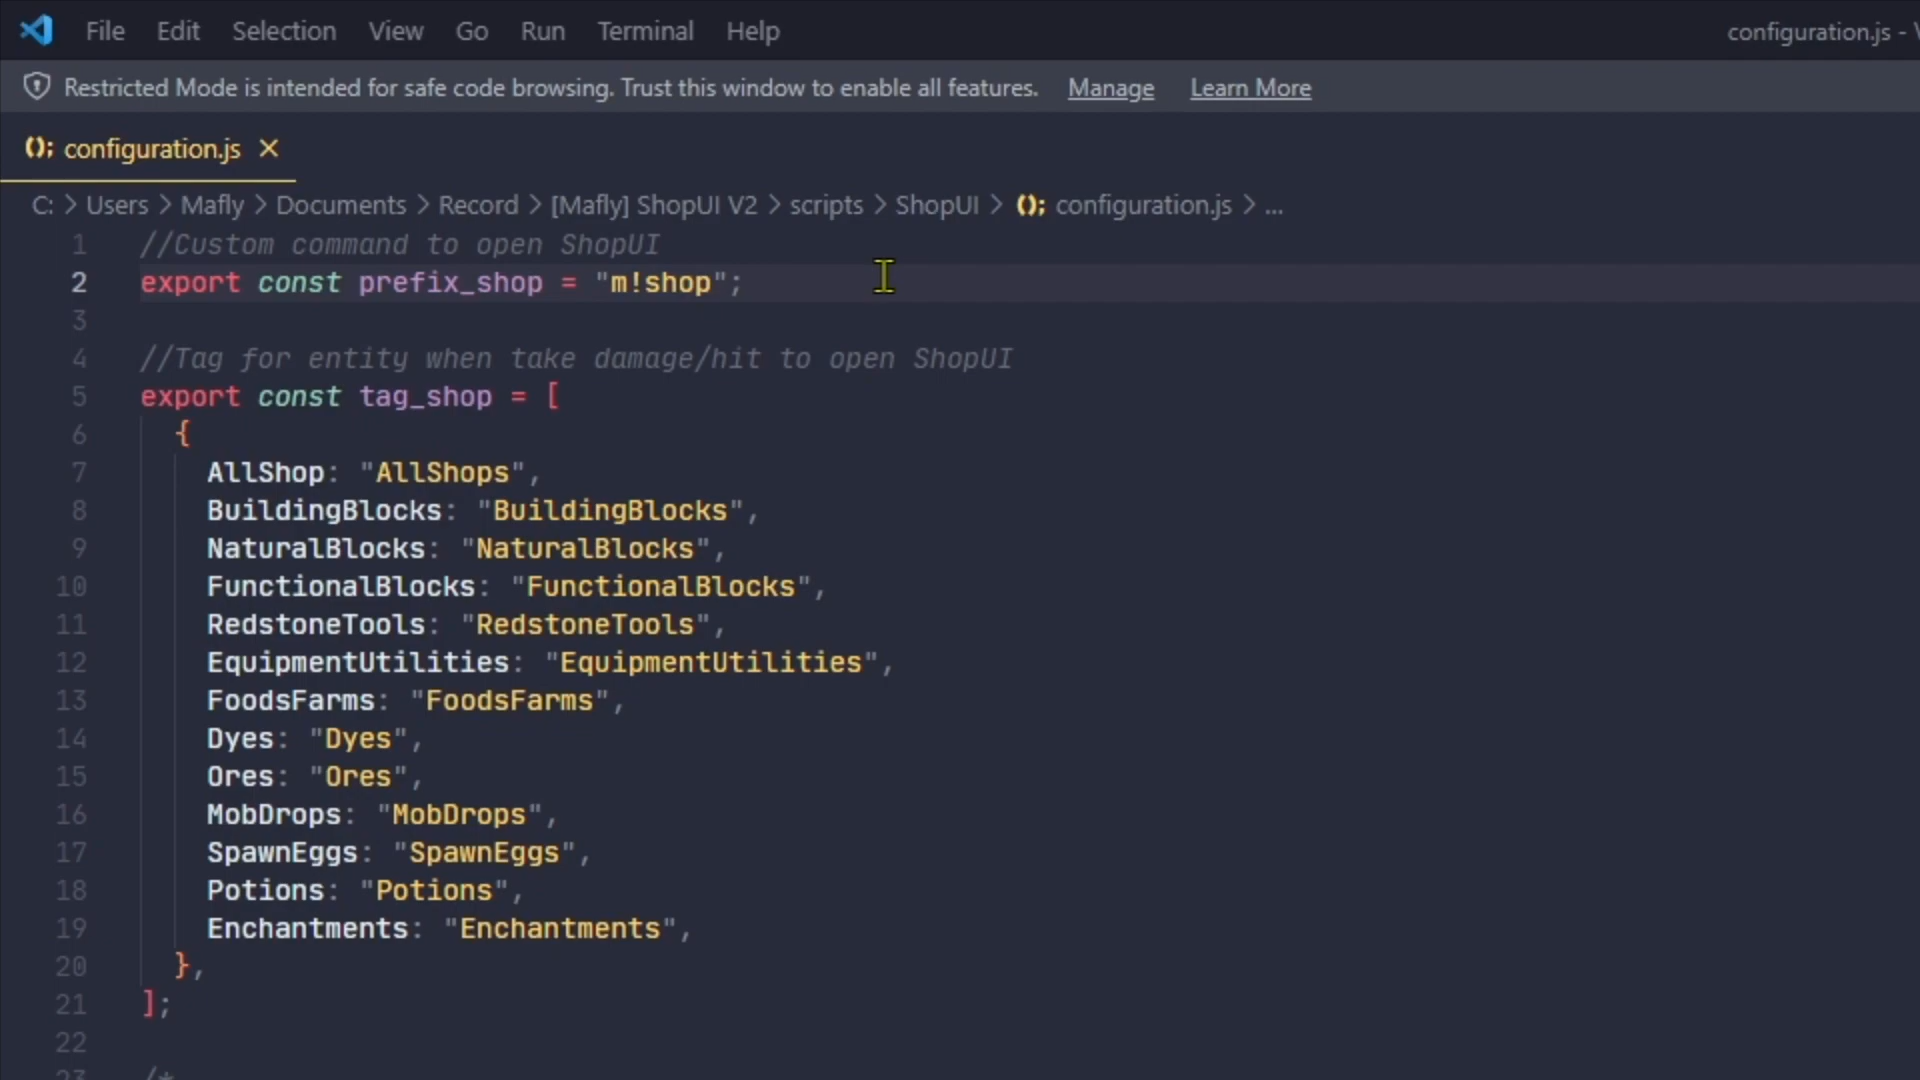 File Edit Selection View Go Run Terminal Help configuration.js -
Restricted Mode is intended for safe code browsing. Trust this window to enable all features. Manage Learn More
(); configuration.js ×
C: > Users > Mafly > Documents > Record > [Mafly] ShopUI V2 > scripts > ShopUI > (); configuration.js > ...
1 //Custom command to open ShopUI
2 export const prefix_shop = "m!shop";
3
4 //Tag for entity when take damage/hit to open ShopUI
5 export const tag_shop = [
6 {
7 AllShop: "AllShops",
8 BuildingBlocks: "BuildingBlocks",
9 NaturalBlocks: "NaturalBlocks",
10 FunctionalBlocks: "FunctionalBlocks",
11 RedstoneTools: "RedstoneTools",
12 EquipmentUtilities: "EquipmentUtilities",
13 FoodsFarms: "FoodsFarms",
14 Dyes: "Dyes",
15 Ores: "Ores",
16 MobDrops: "MobDrops",
17 SpawnEggs: "SpawnEggs",
18 Potions: "Potions",
19 Enchantments: "Enchantments",
20 },
21 ];
22
23 /*